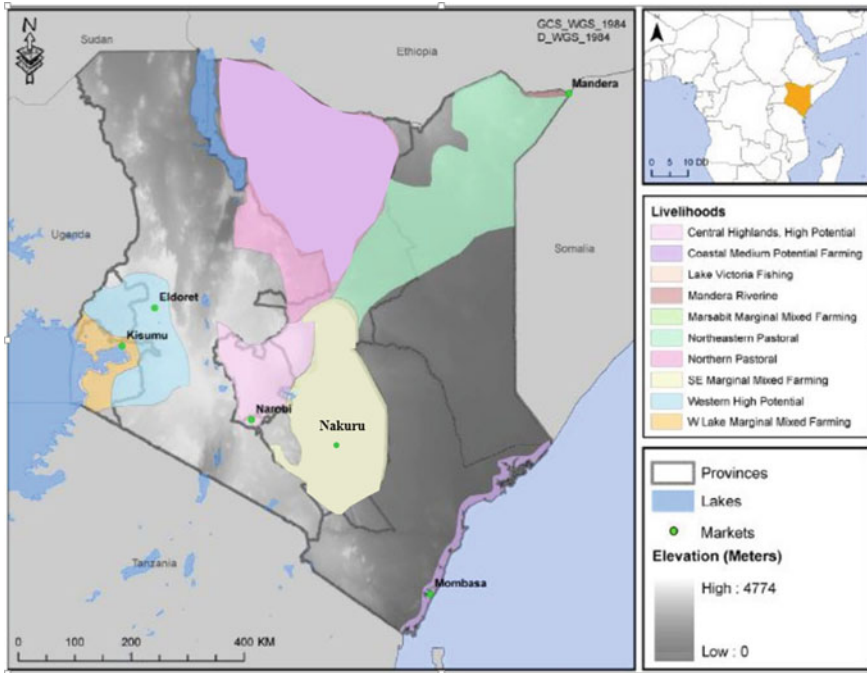 N
GCS_WGS_1984
D_WGS_1984
Sudan
Ethiopia
Mandera
Uganda
Somalia
Eldoret
Kisumu
Narobi
Nakuru
Tanzania
Mombasa
0 100 200 400 KM
0 5 10 DD
Livelihoods
Central Highlands, High Potential
Coastal Medium Potential Farming
Lake Victoria Fishing
Mandera Riverine
Marsabit Marginal Mixed Farming
Northeastern Pastoral
Northern Pastoral
SE Marginal Mixed Farming
Western High Potential
W Lake Marginal Mixed Farming
Provinces
Lakes
Markets
Elevation (Meters)
High : 4774
Low : 0